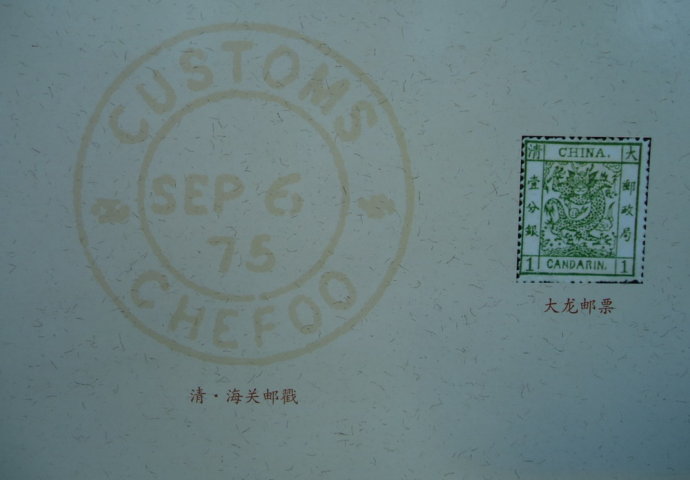 CUSTOMS
SEP 6
75
CHEFOO
清·海关邮戳
清 CHINA. 大
壹分銀
郵政局
1 CANDARIN. 1
大龙邮票